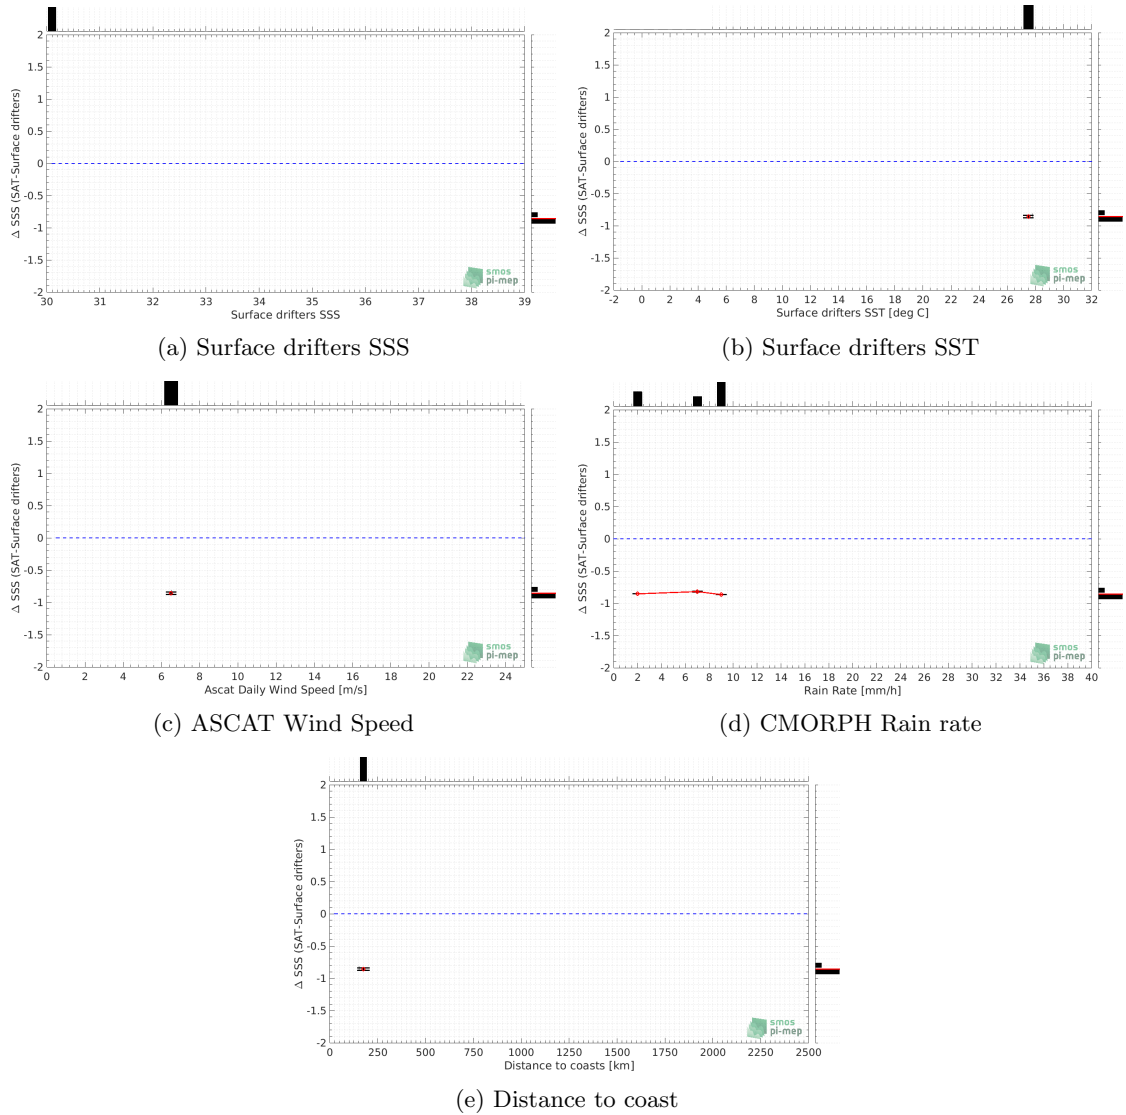 2
1.5
1
0.5
0
-0.5
-1
-1.5
-2
Δ SSS (SAT-Surface drifters)
30 31 32 33 34 35 36 37 38 39
Surface drifters SSS
smos
pi-mep
(a) Surface drifters SSS
2
1.5
1
0.5
0
-0.5
-1
-1.5
-2
Δ SSS (SAT-Surface drifters)
-2 0 2 4 6 8 10 12 14 16 18 20 22 24 26 28 30 32
Surface drifters SST [deg C]
smos
pi-mep
(b) Surface drifters SST
2
1.5
1
0.5
0
-0.5
-1
-1.5
-2
Δ SSS (SAT-Surface drifters)
0 2 4 6 8 10 12 14 16 18 20 22 24
Ascat Daily Wind Speed [m/s]
smos
pi-mep
(c) ASCAT Wind Speed
2
1.5
1
0.5
0
-0.5
-1
-1.5
-2
Δ SSS (SAT-Surface drifters)
0 2 4 6 8 10 12 14 16 18 20 22 24 26 28 30 32 34 36 38 40
Rain Rate [mm/h]
smos
pi-mep
(d) CMORPH Rain rate
2
1.5
1
0.5
0
-0.5
-1
-1.5
-2
Δ SSS (SAT-Surface drifters)
0 250 500 750 1000 1250 1500 1750 2000 2250 2500
Distance to coasts [km]
smos
pi-mep
(e) Distance to coast